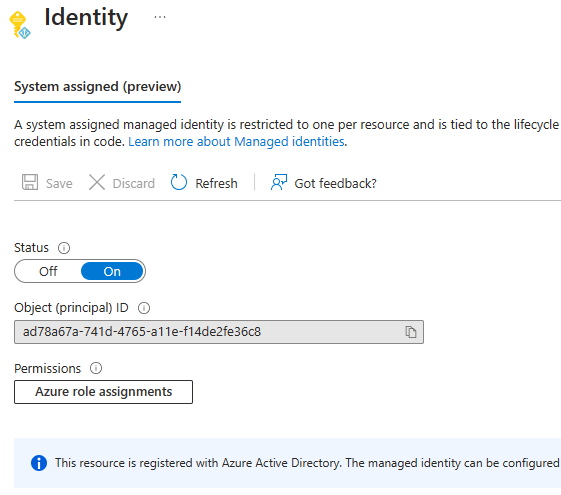 Identity ...
System assigned (preview)
A system assigned managed identity is restricted to one per resource and is tied to the lifecycle
credentials in code. Learn more about Managed identities.
Save Discard Refresh Got feedback?
Status
Off On
Object (principal) ID
ad78a67a-741d-4765-a11e-f14de2fe36c8
Permissions
Azure role assignments
This resource is registered with Azure Active Directory. The managed identity can be configured